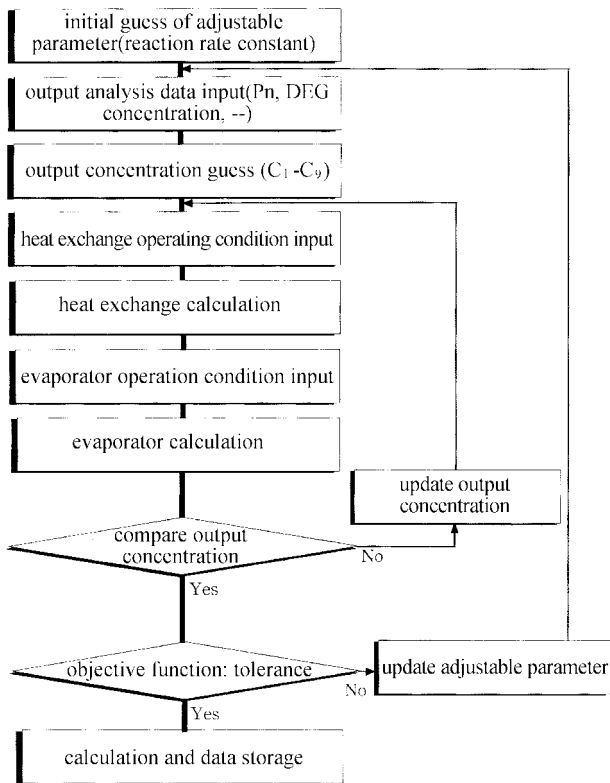 initial guess of adjustable
parameter(reaction rate constant)
output analysis data input(Pn, DEG
concentration, --)
output concentration guess (C₁-C₉)
heat exchange operating condition input
heat exchange calculation
evaporator operation condition input
evaporator calculation
update output
concentration
compare output
concentration
No
Yes
objective function: tolerance
update adjustable parameter
No
Yes
calculation and data storage